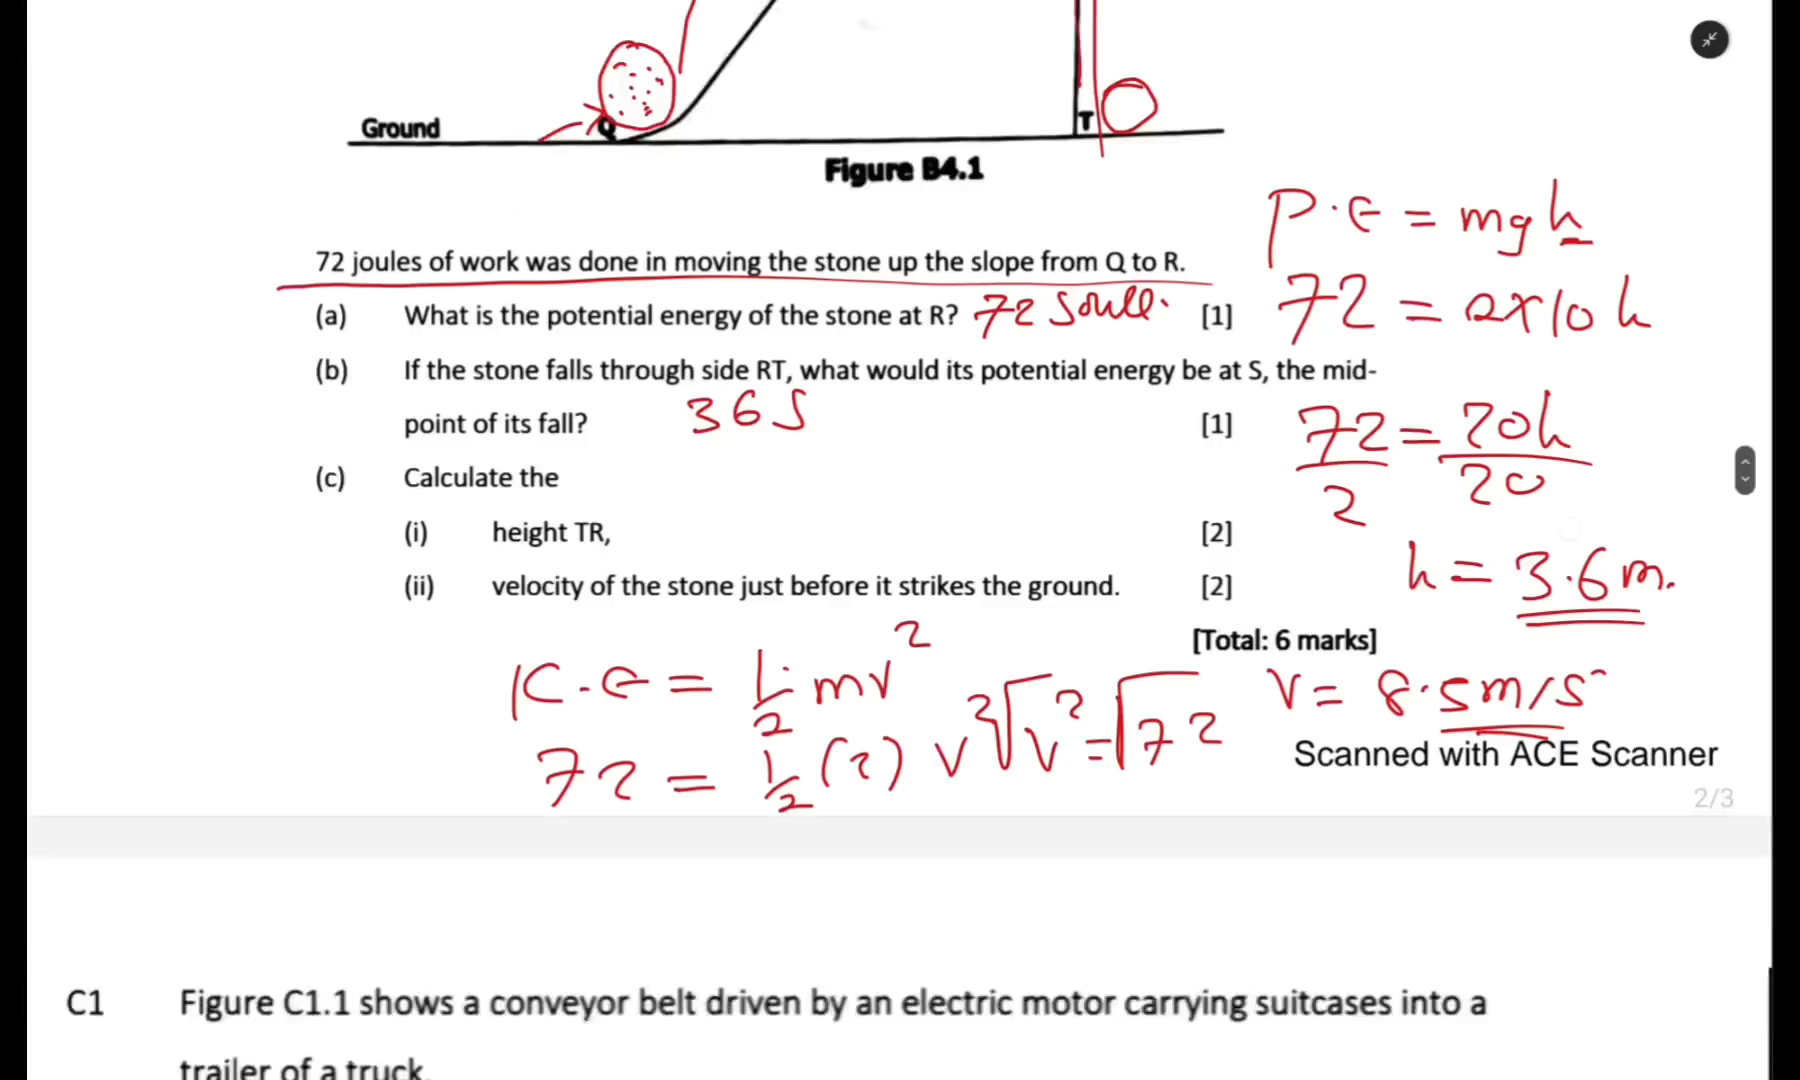 Ground
Q
T
Figure B4.1
P.E = mgh
72 joules of work was done in moving the stone up the slope from Q to R.
72 = 2x10 h
(a) What is the potential energy of the stone at R? 72 Joule. [1]
(b) If the stone falls through side RT, what would its potential energy be at S, the mid-
point of its fall? 36J [1]
72/2 = 20h/20
(c) Calculate the
(i) height TR, [2]
h = 3.6m.
(ii) velocity of the stone just before it strikes the ground. [2]
[Total: 6 marks]
K.E = 1/2 mv²
V = 8.5m/s
72 = 1/2 (2) v ²√v² = √72
Scanned with ACE Scanner
2/3
C1 Figure C1.1 shows a conveyor belt driven by an electric motor carrying suitcases into a
trailer of a truck.